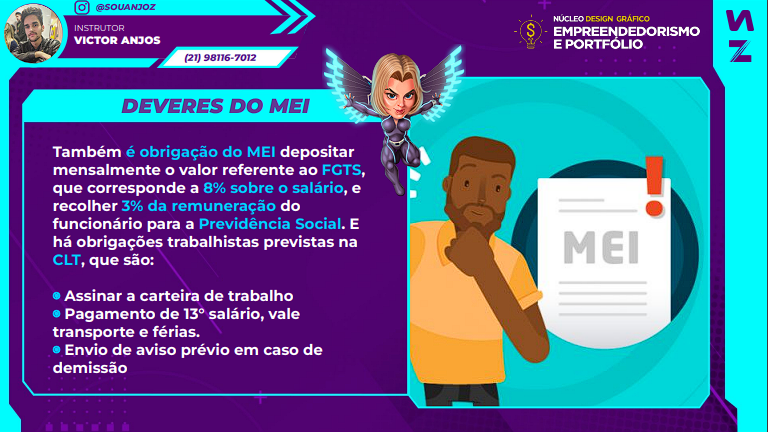 @SOUANJOZ
INSTRUTOR
VICTOR ANJOS
(21) 98116-7012
NÚCLEO DESIGN GRÁFICO
EMPREENDEDORISMO
E PORTFÓLIO
DEVERES DO MEI
Também é obrigação do MEI depositar
mensalmente o valor referente ao FGTS,
que corresponde a 8% sobre o salário, e
recolher 3% da remuneração do
funcionário para a Previdência Social. E
há obrigações trabalhistas previstas na
CLT, que são:
Assinar a carteira de trabalho
Pagamento de 13° salário, vale
transporte e férias.
Envio de aviso prévio em caso de
demissão
MEI